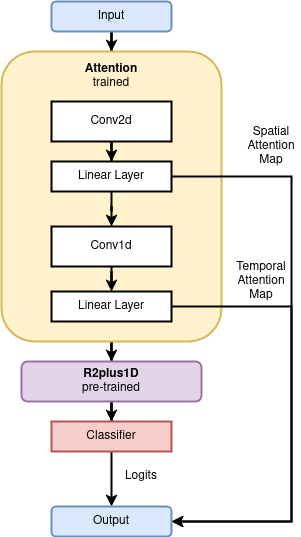 Input
Attention
trained
Conv2d
Spatial
Attention
Map
Linear Layer
Conv1d
Temporal
Attention
Map
Linear Layer
R2plus1D
pre-trained
Classifier
Logits
Output